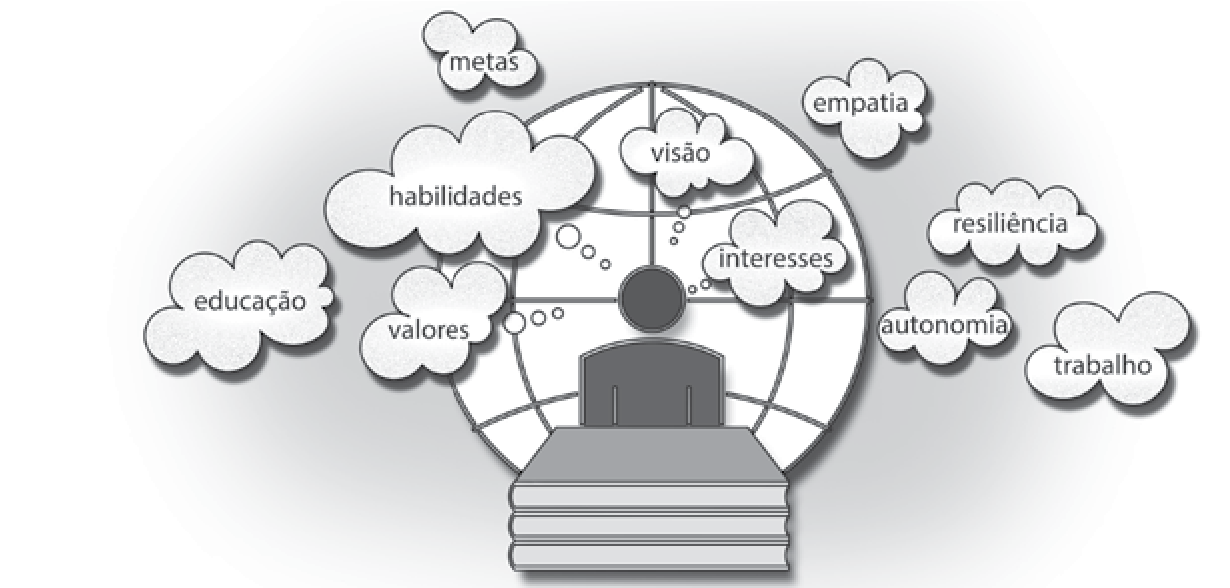 metas
empatia
visão
habilidades
resiliência
interesses
educação
valores
autonomia
trabalho